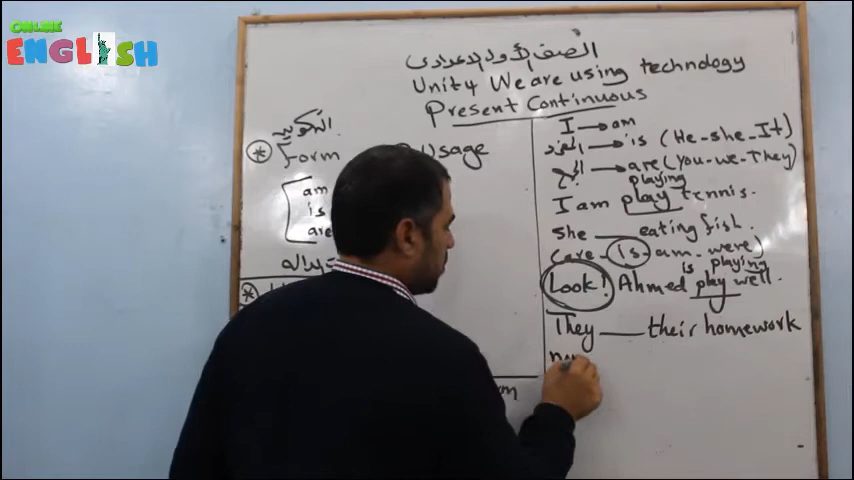 ONLINE
ENGLISH
الصف الأول الإعدادى
Unit 4 We are using technology
Present Continuous
التكوين
* Form
am
is
are
Usage
I → am
المفرد → is (He-she-It)
الجمع → are (You-we-They)
playing
I am play tennis.
She ___ eating fish.
(are - is - am - were)
is playing
Look! Ahmed play well.
They ___ their homework